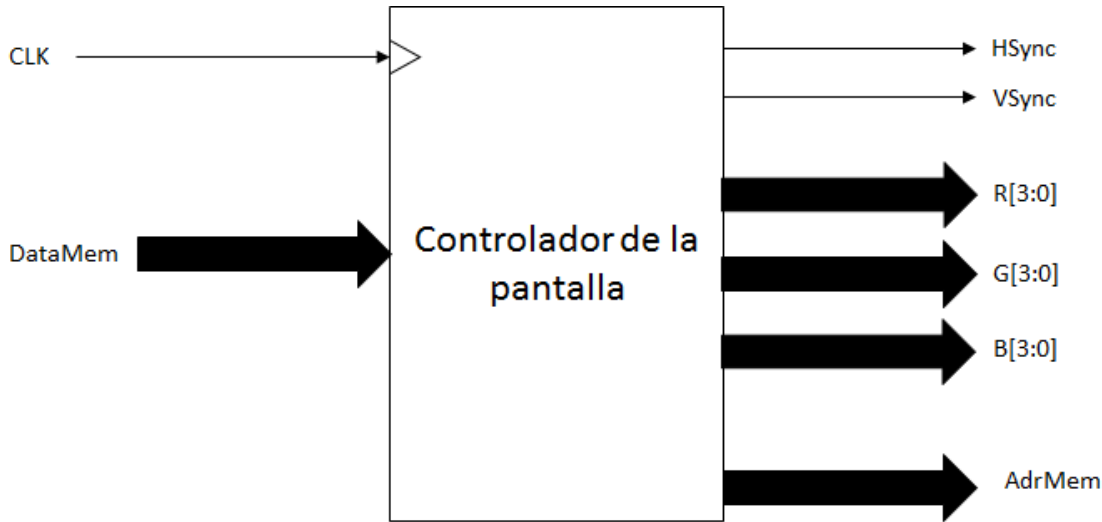 CLK
DataMem
Controlador de la
pantalla
HSync
VSync
R[3:0]
G[3:0]
B[3:0]
AdrMem